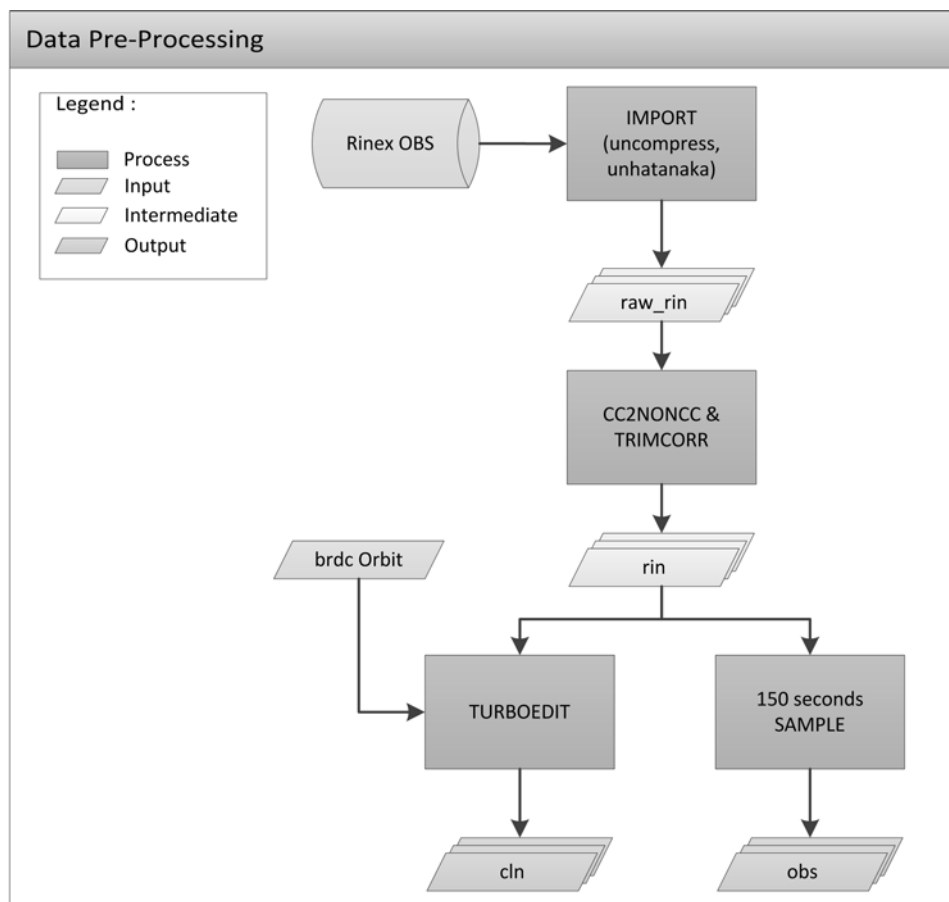 Data Pre-Processing
Legend :
Process
Input
Intermediate
Output
Rinex OBS
IMPORT
(uncompress,
unhatanaka)
raw_rin
CC2NONCC &
TRIMCORR
brdc Orbit
rin
TURBOEDIT
150 seconds
SAMPLE
cln
obs